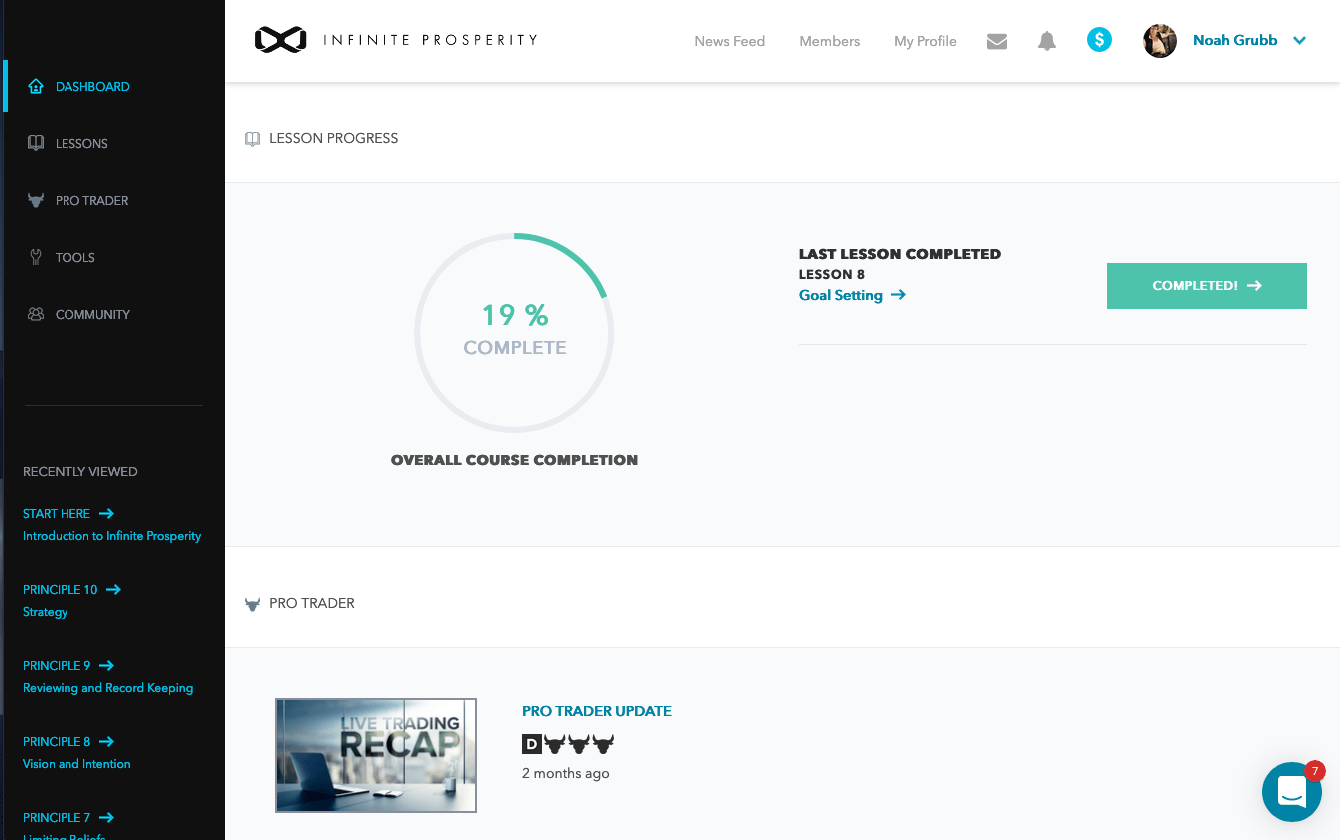 INFINITE PROSPERITY
News Feed
Members
My Profile
$
Noah Grubb
DASHBOARD
LESSONS
PRO TRADER
TOOLS
COMMUNITY
RECENTLY VIEWED
START HERE
Introduction to Infinite Prosperity
PRINCIPLE 10
Strategy
PRINCIPLE 9
Reviewing and Record Keeping
PRINCIPLE 8
Vision and Intention
PRINCIPLE 7
Limiting Beliefs
LESSON PROGRESS
19 %
COMPLETE
OVERALL COURSE COMPLETION
LAST LESSON COMPLETED
LESSON 8
Goal Setting
COMPLETED!
PRO TRADER
LIVE TRADING
RECAP
PRO TRADER UPDATE
D
2 months ago
7